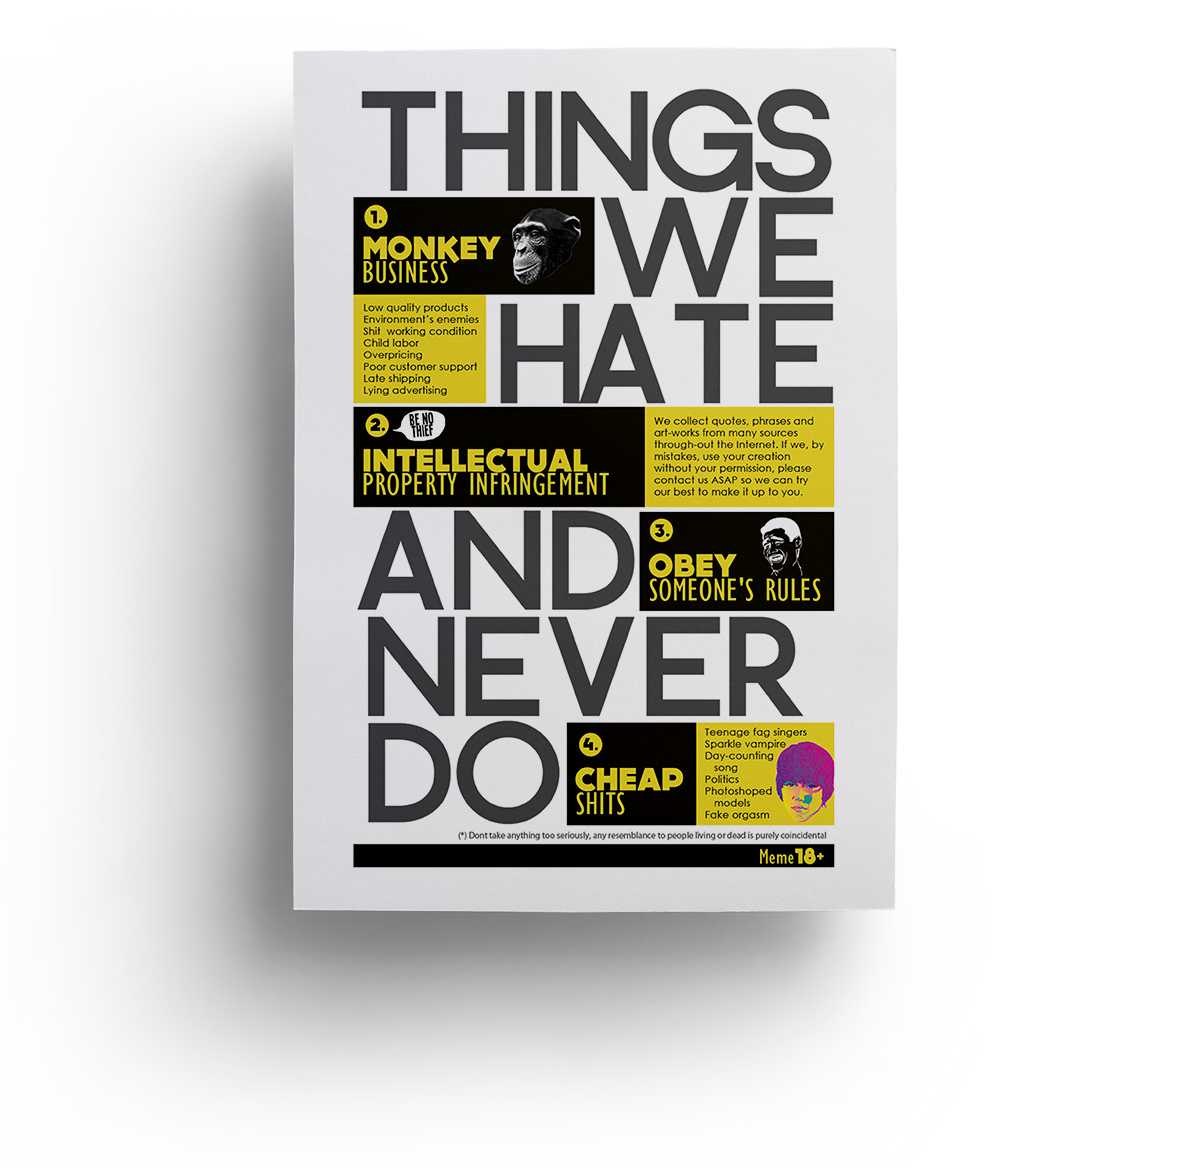 THINGS
WE
HATE
1.
MONKEY
BUSINESS
Low quality products
Environment's enemies
Shit working condition
Child labor
Overpricing
Poor customer support
Late shipping
Lying advertising
2.
BE NO
THIEF
INTELLECTUAL
PROPERTY INFRINGEMENT
We collect quotes, phrases and
art-works from many sources
through-out the Internet. If we, by
mistakes, use your creation
without your permission, please
contact us ASAP so we can try
our best to make it up to you.
AND
3.
OBEY
SOMEONE'S RULES
NEVER
DO
4.
CHEAP
SHITS
Teenage fag singers
Sparkle vampire
Day-counting
song
Politics
Photoshoped
models
Fake orgasm
(*) Dont take anything too seriously, any resemblance to people living or dead is purely coincidental
Meme18+